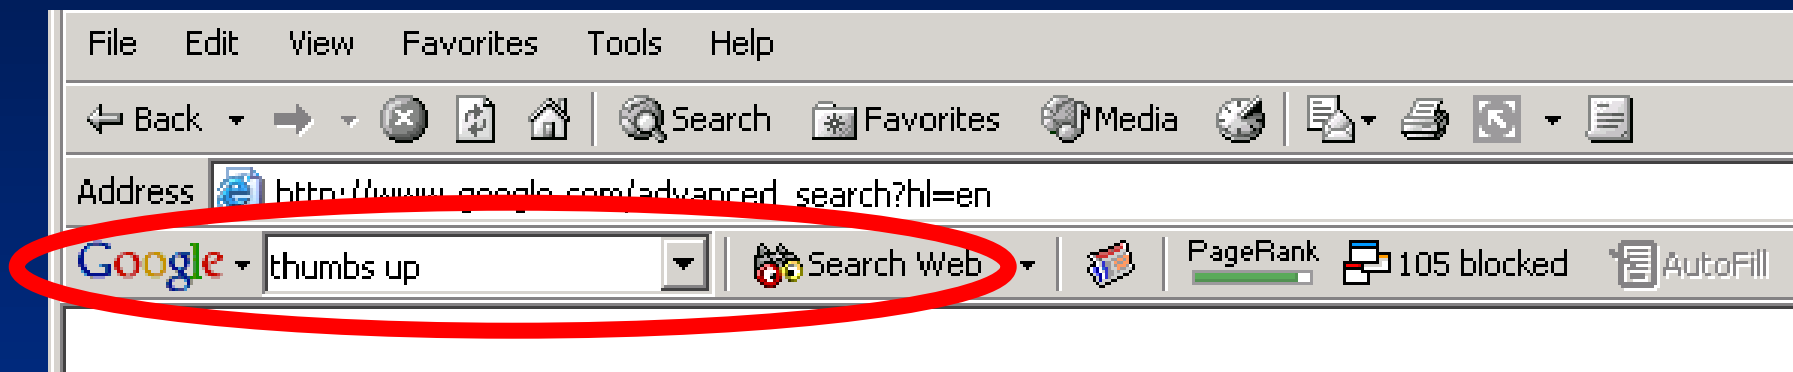 File Edit View Favorites Tools Help
Back Search Favorites Media
Address http://www.google.com/advanced_search?hl=en
Google thumbs up Search Web PageRank 105 blocked AutoFill